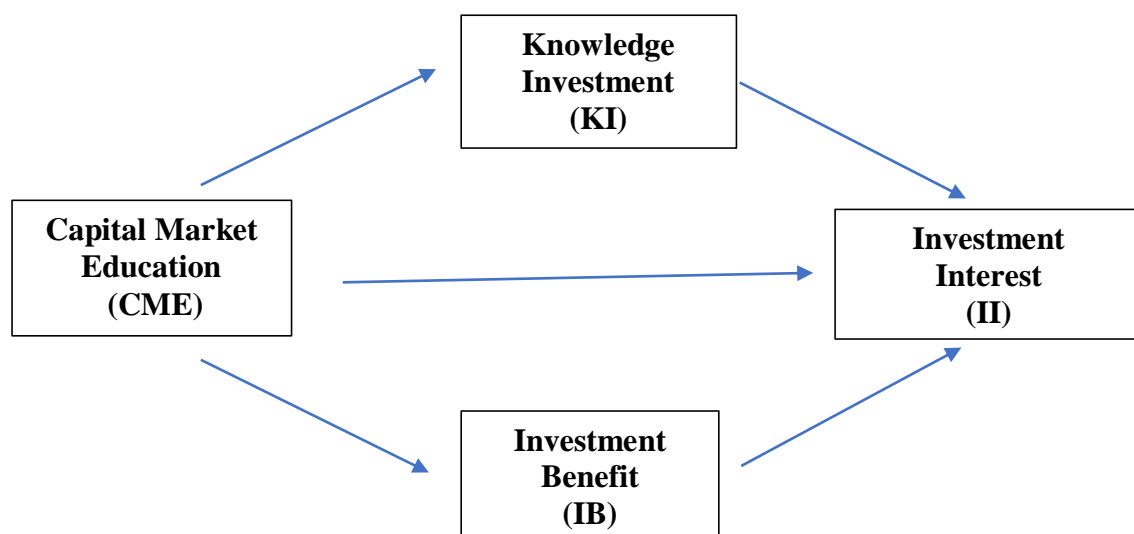 Knowledge
Investment
(KI)
Capital Market
Education
(CME)
Investment
Interest
(II)
Investment
Benefit
(IB)